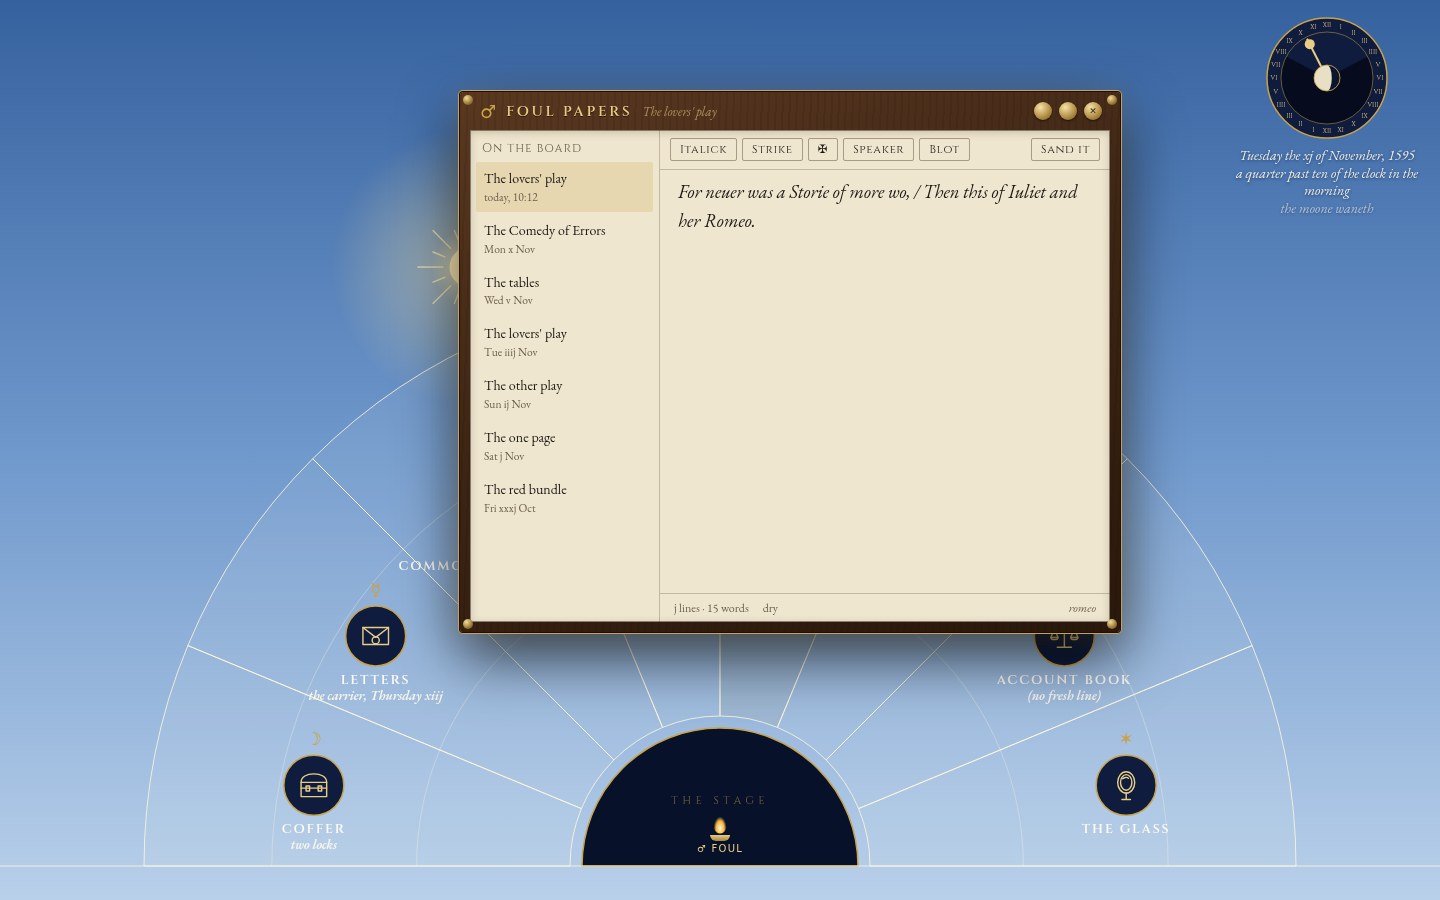 FOUL PAPERS The lovers' play
ON THE BOARD
The lovers' play
today, 10:12
The Comedy of Errors
Mon x Nov
The tables
Wed v Nov
The lovers' play
Tue iiij Nov
The other play
Sun ij Nov
The one page
Sat j Nov
The red bundle
Fri xxxj Oct
ITALICK STRIKE ✠ SPEAKER BLOT SAND IT
For neuer was a Storie of more wo, / Then this of Iuliet and
her Romeo.
j lines · 15 words dry romeo
Tuesday the xj of November, 1595
a quarter past ten of the clock in the
morning
the moone waneth
COMMO
LETTERS
the carrier, Thursday xiij
COFFER
two locks
ACCOUNT BOOK
(no fresh line)
THE GLASS
THE STAGE
♂ FOUL